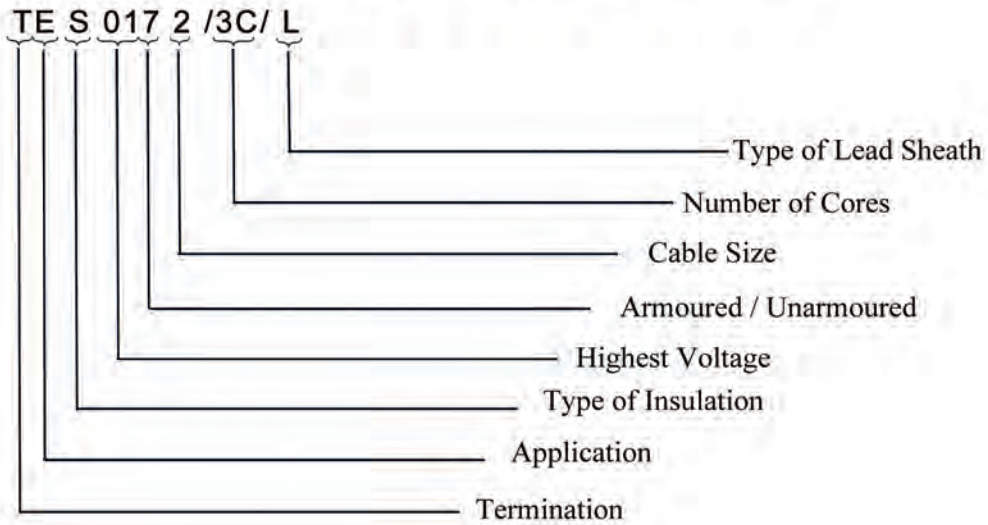 TE S 017 2 /3C/ L
Type of Lead Sheath
Number of Cores
Cable Size
Armoured / Unarmoured
Highest Voltage
Type of Insulation
Application
Termination